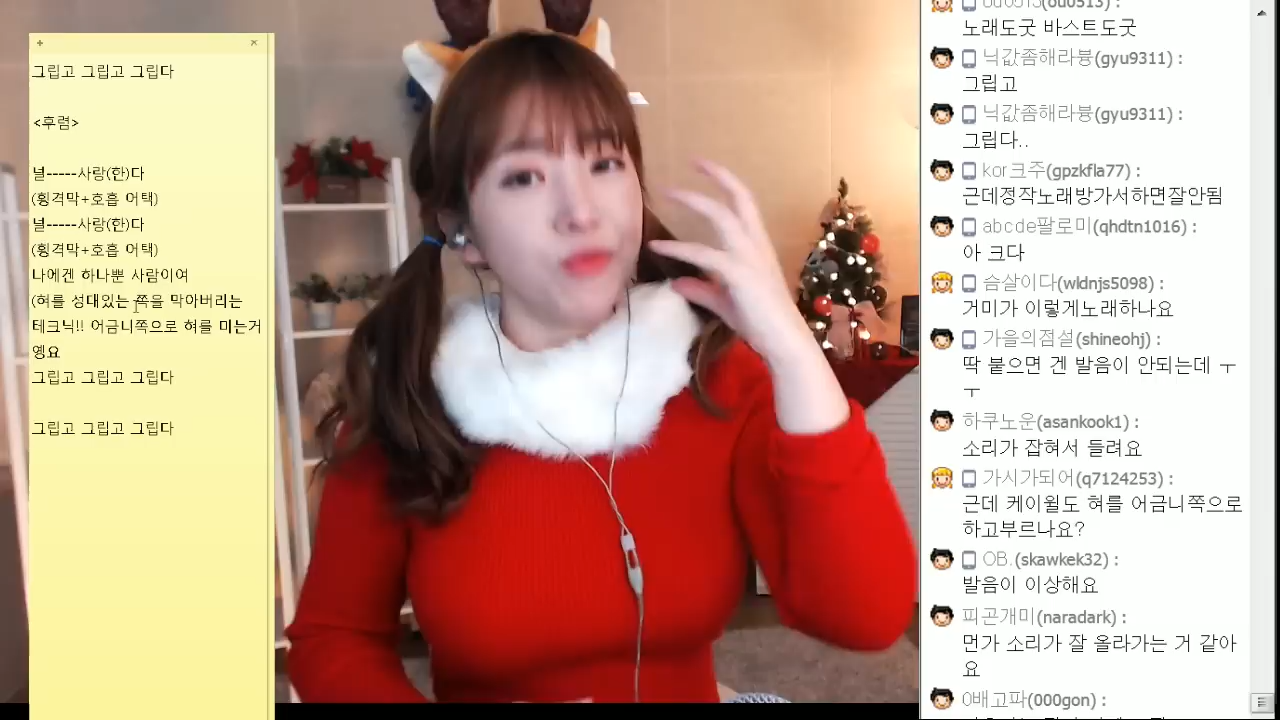 그립고 그립고 그립다
<후렴>
널-----사랑(한)다
(횡격막+호흡 어택)
널-----사랑(한)다
(횡격막+호흡 어택)
나에겐 하나뿐 사람이여
(혀를 성대있는 쪽을 막아버리는
테크닉!! 어금니쪽으로 혀를 미는거
옝요
그립고 그립고 그립다
그립고 그립고 그립다
(ou0513) :
노래도굿 바스트도굿
닉값좀해라븅(gyu9311) :
그립고
닉값좀해라븅(gyu9311) :
그립다..
kor크주(gpzkfla77) :
근데정작노래방가서하면잘안됨
abcde팔로미(qhdtn1016) :
아 크다
슴살이다(wldnjs5098) :
거미가 이렇게노래하나요
가을의점설(shineohj) :
딱 붙으면 겐 발음이 안되는데 ㅜ
ㅜ
하쿠노운(asankook1) :
소리가 잡혀서 들려요
가시가되어(q7124253) :
근데 케이윌도 혀를 어금니쪽으로
하고부르나요?
OB.(skawkek32) :
발음이 이상해요
피곤개미(naradark) :
먼가 소리가 잘 올라가는 거 같아
요
0배고파(000gon) :